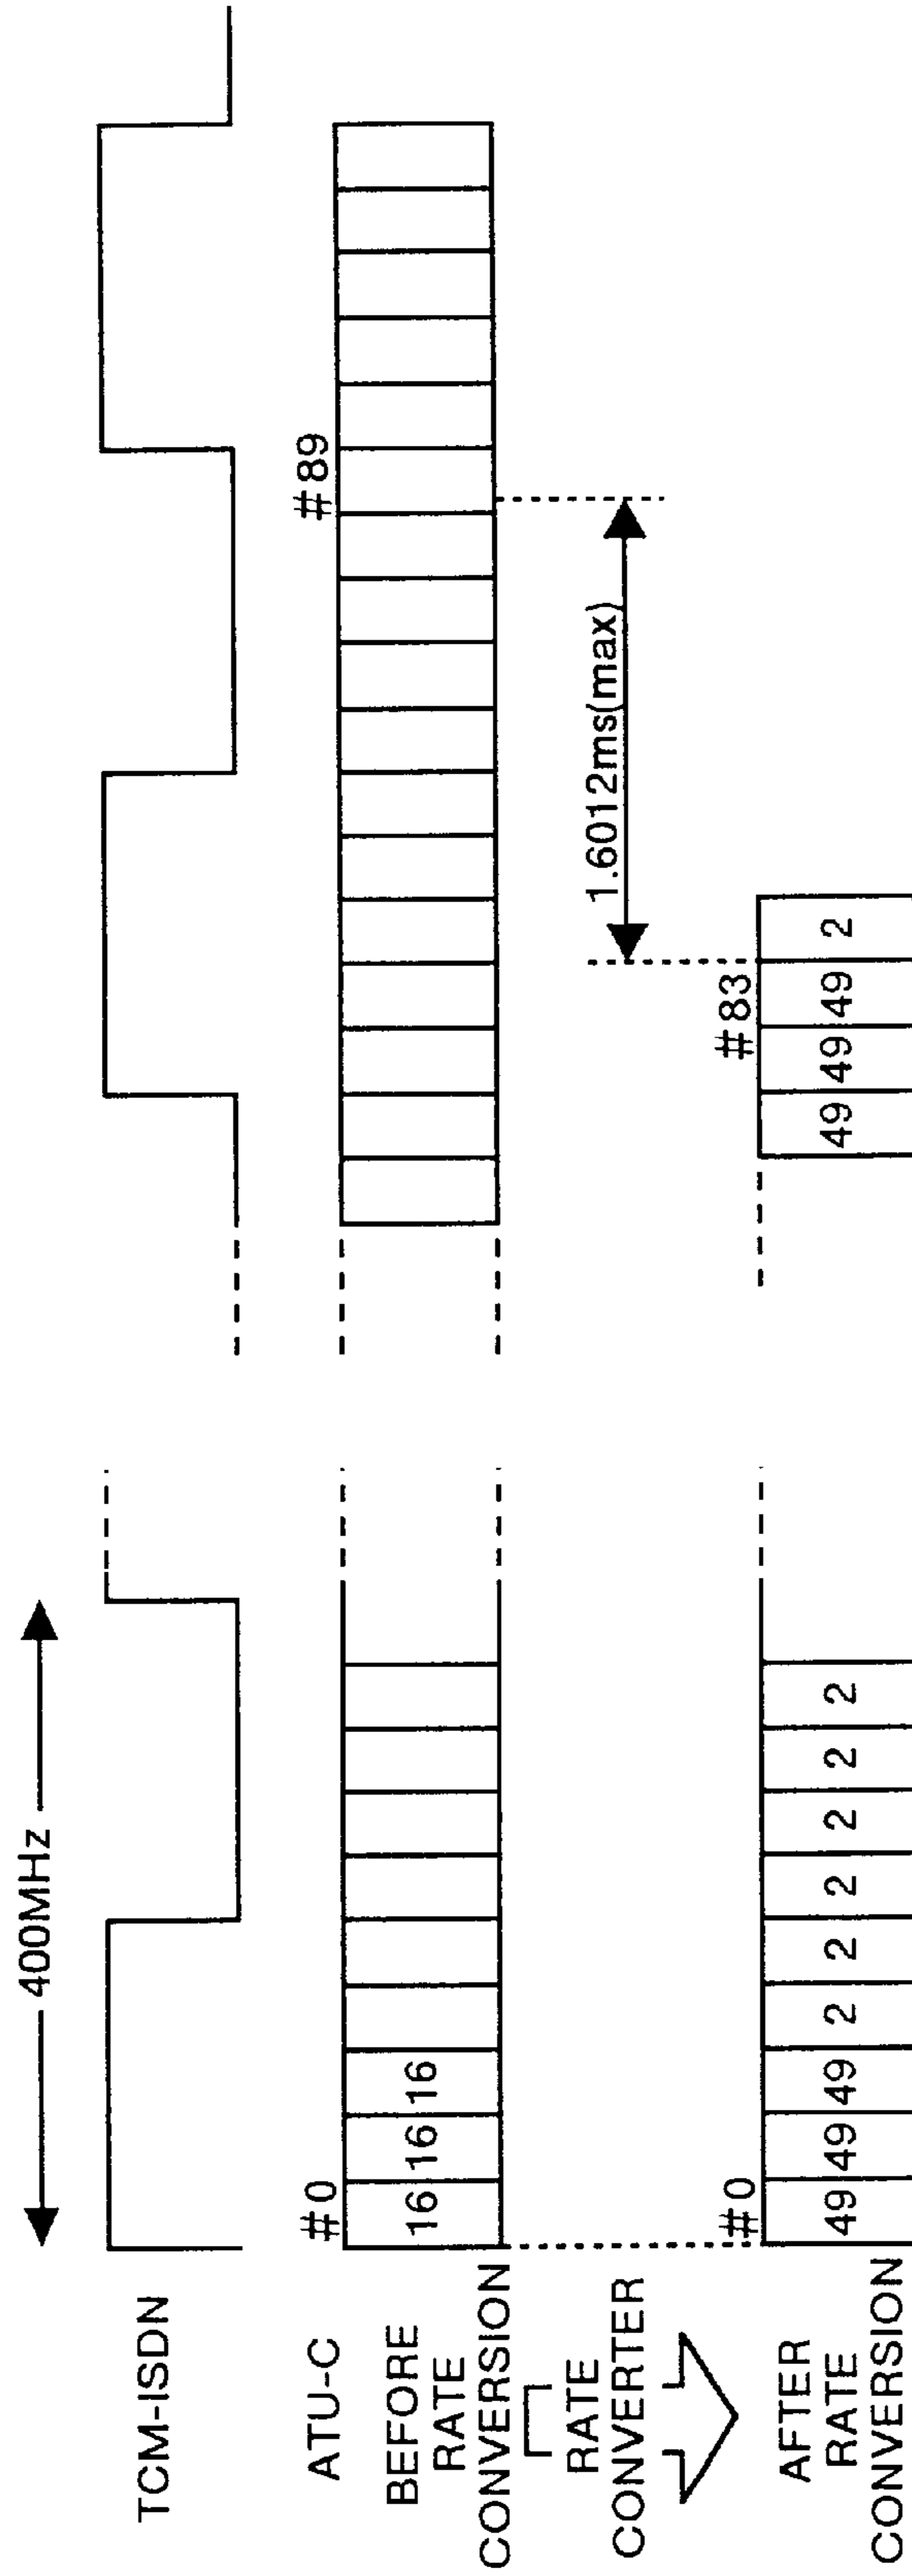 400MHz
TCM-ISDN
ATU-C
#0
#89
BEFORE
RATE
CONVERSION
16 16 16
RATE
CONVERTER
1.6012ms(max)
#0
#83
AFTER
RATE
CONVERSION
49 49 49 2 2 2 2 2 2
49 49 49 2